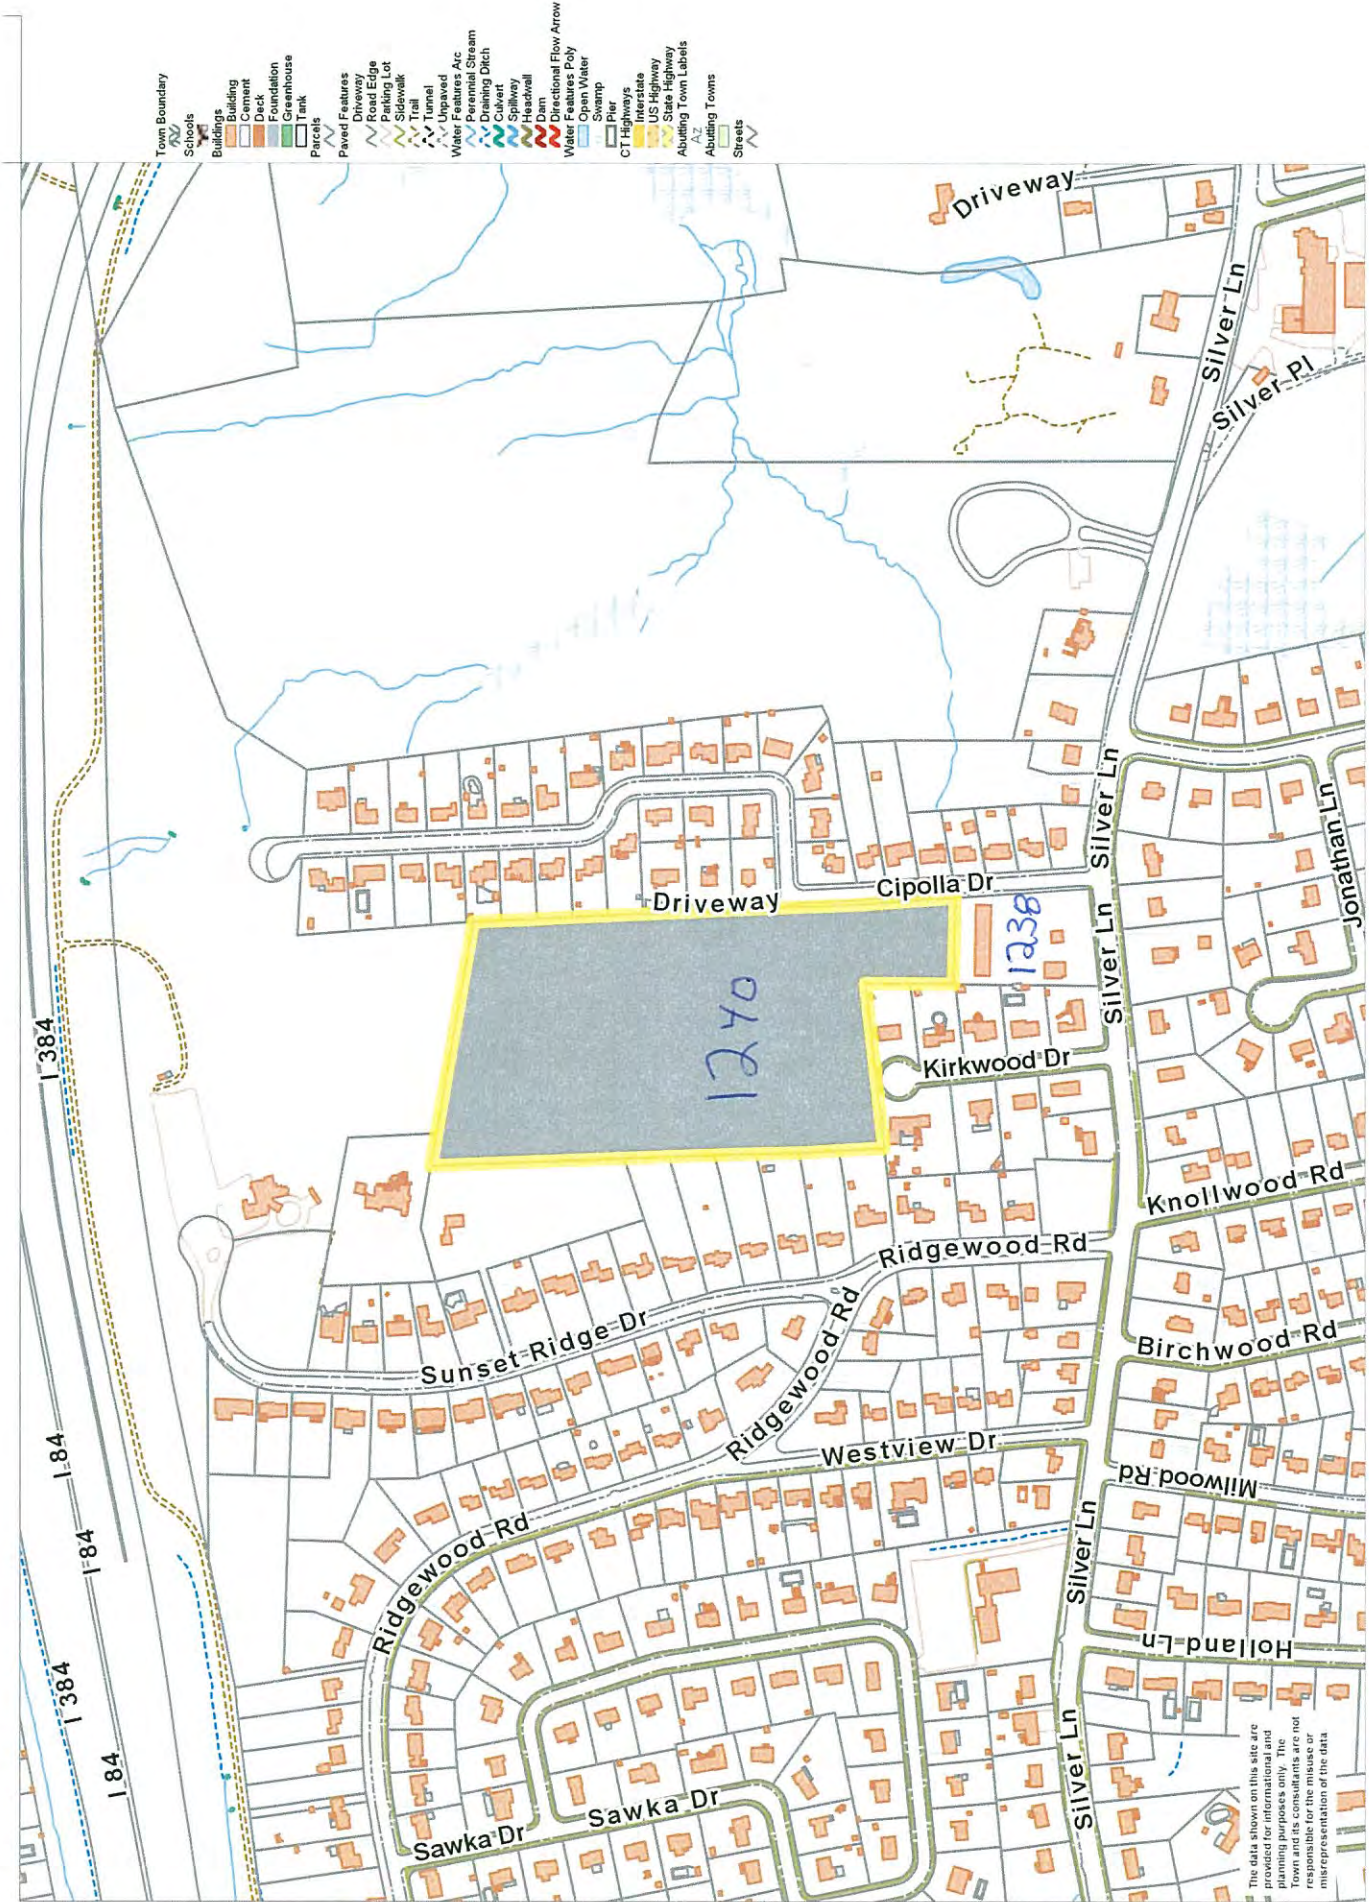 Town Boundary
Schools
Buildings
Building
Cement
Deck
Foundation
Greenhouse
Tank
Parcels
Paved Features
Driveway
Road Edge
Parking Lot
Sidewalk
Trail
Tunnel
Unpaved
Water Features Arc
Perennial Stream
Draining Ditch
Culvert
Spillway
Headwall
Dam
Directional Flow Arrow
Water Features Poly
Open Water
Swamp
Pier
CT Highways
Interstate
US Highway
State Highway
Abutting Town Labels
AZ
Abutting Towns
Streets
I 384
I-84
I-84
I 384
I 84
Driveway
Silver Ln
Silver Pl
Silver Ln
Jonathan Ln
Cipolla Dr
Driveway
1238
1240
Silver Ln
Kirkwood Dr
Knollwood Rd
Ridgewood Rd
Sunset Ridge Dr
Ridgewood Rd
Birchwood Rd
Westview Dr
Milwood Rd
Ridgewood Rd
Silver Ln
Holland Ln
Sawka Dr
Sawka Dr
Silver Ln
The data shown on this site are
provided for informational and
planning purposes only. The
Town and its consultants are not
responsible for the misuse or
misrepresentation of the data